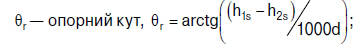 θr — опорний кут, θr = arctg((h1s – h2s)/1000d);